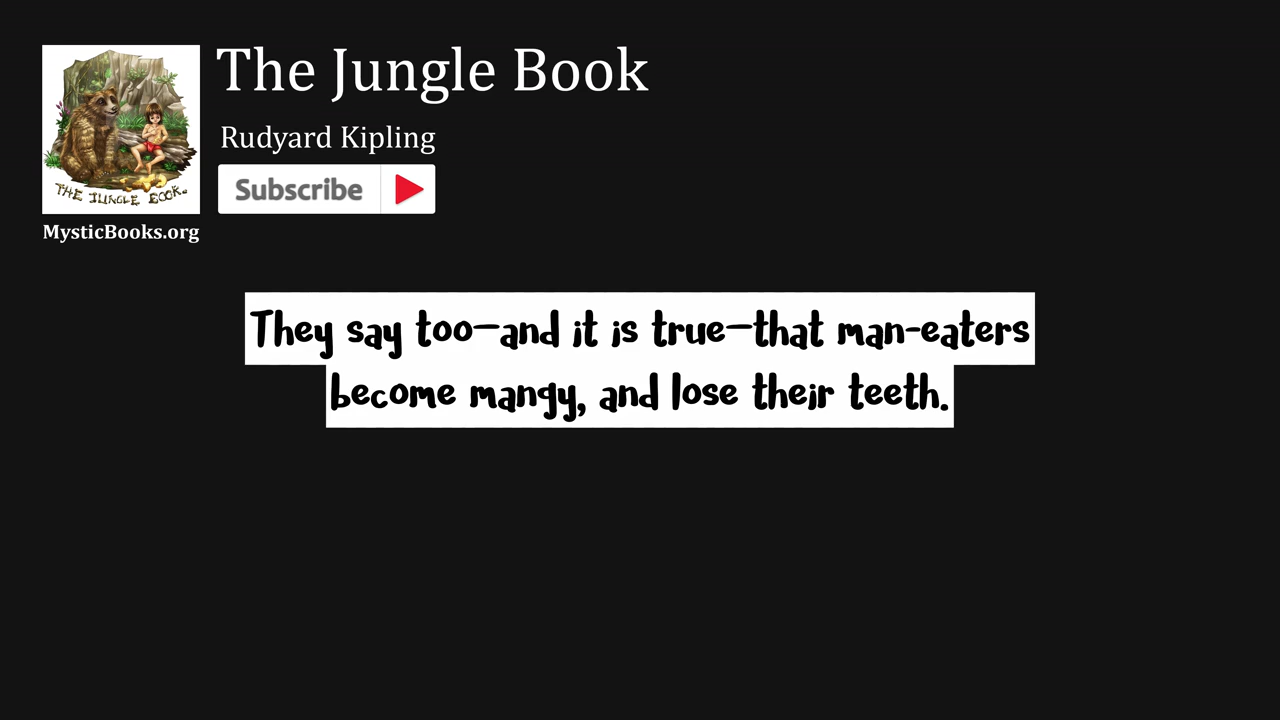 The Jungle Book
Rudyard Kipling
Subscribe
THE JUNGLE BOOK.
MysticBooks.org
They say too—and it is true—that man-eaters
become mangy, and lose their teeth.